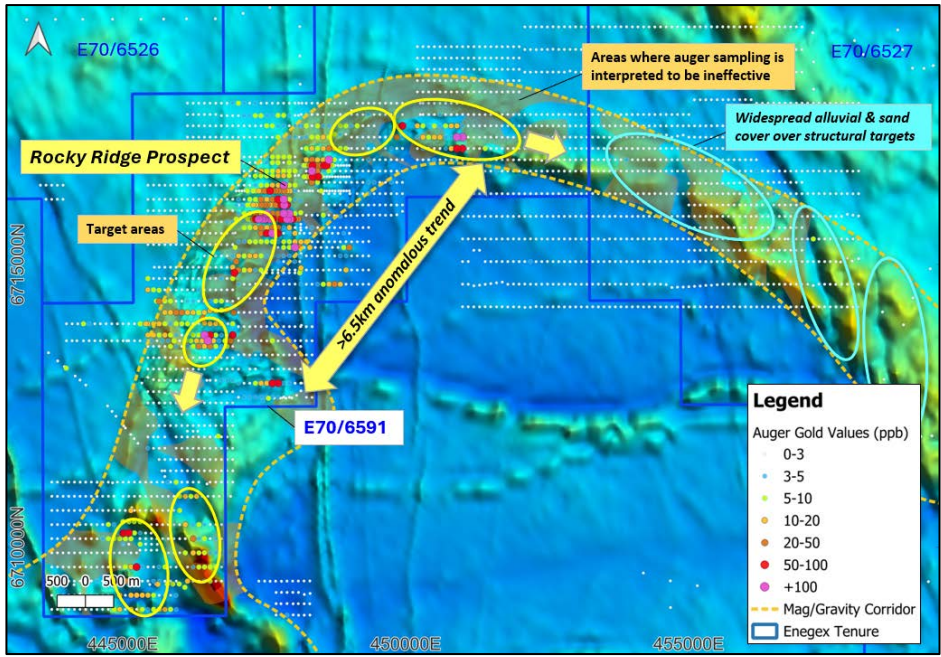 E70/6526
E70/6527
Areas where auger sampling is
interpreted to be ineffective
Widespread alluvial & sand
cover over structural targets
Rocky Ridge Prospect
Target areas
>6.5km anomalous trend
6715000N
E70/6591
6710000N
500 0 500 m
445000E
450000E
455000E
Legend
Auger Gold Values (ppb)
0-3
3-5
5-10
10-20
20-50
50-100
+100
Mag/Gravity Corridor
Enegex Tenure